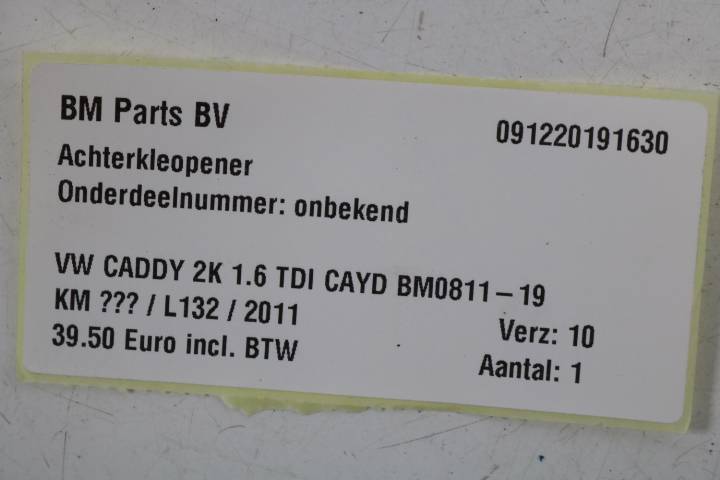 BM Parts BV 091220191630
Achterkleopener
Onderdeelnummer: onbekend
VW CADDY 2K 1.6 TDI CAYD BM0811-19
KM ??? / L132 / 2011 Verz: 10
39.50 Euro incl. BTW Aantal: 1